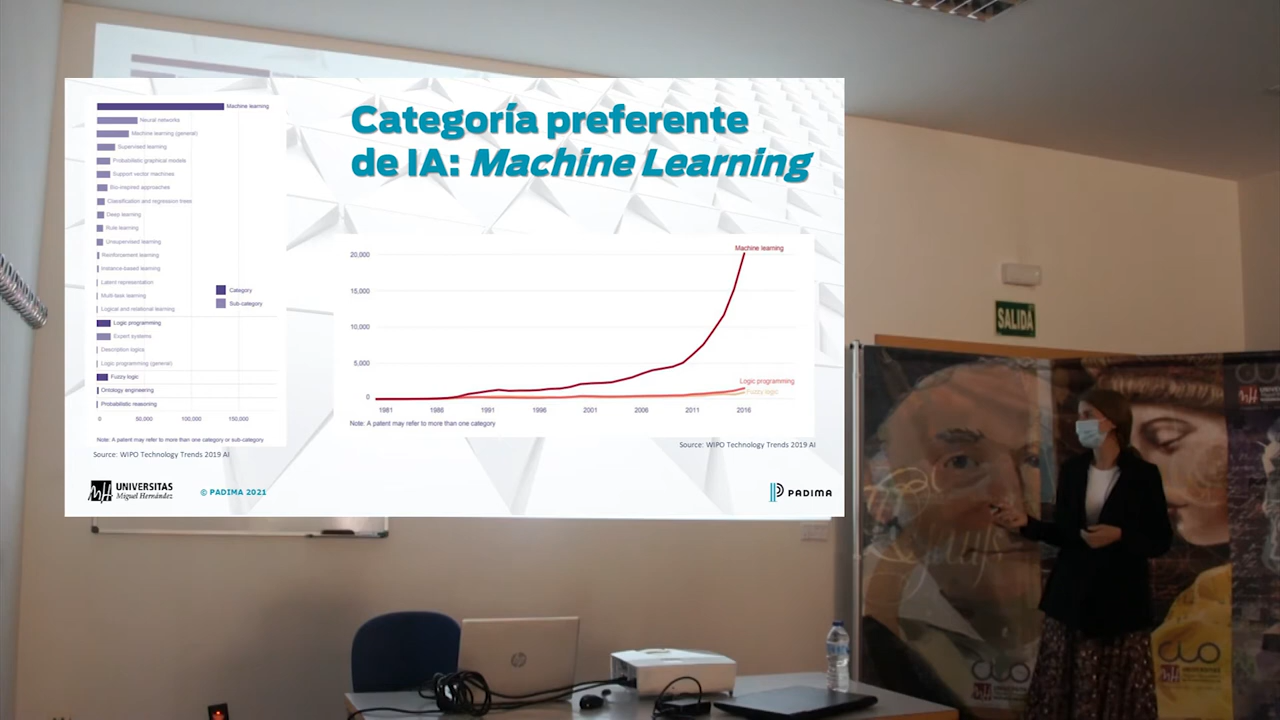 Categoría preferente
de IA: Machine Learning
Machine learning
Neural networks
Machine learning (general)
Supervised learning
Probabilistic graphical models
Support vector machines
Bio-inspired approaches
Classification and regression trees
Deep learning
Rule learning
Unsupervised learning
Reinforcement learning
Instance-based learning
Latent representation
Multi-task learning
Logical and relational learning
Logic programming
Expert systems
Description logics
Logic programming (general)
Fuzzy logic
Ontology engineering
Probabilistic reasoning
0 50,000 100,000 150,000
Category
Sub category
Note: A patent may refer to more than one category or sub-category
Source: WIPO Technology Trends 2019 AI
Machine learning
20,000
15,000
10,000
5,000
0
Logic programming
Fuzzy logic
1981 1986 1991 1996 2001 2006 2011 2016
Note: A patent may refer to more than one category
Source: WIPO Technology Trends 2019 AI
UNIVERSITAS
Miguel Hernández
© PADIMA 2021
PADIMA
SALIDA
hp
CLO
UNIVERSITAS
CLO
UNIVERSITAS